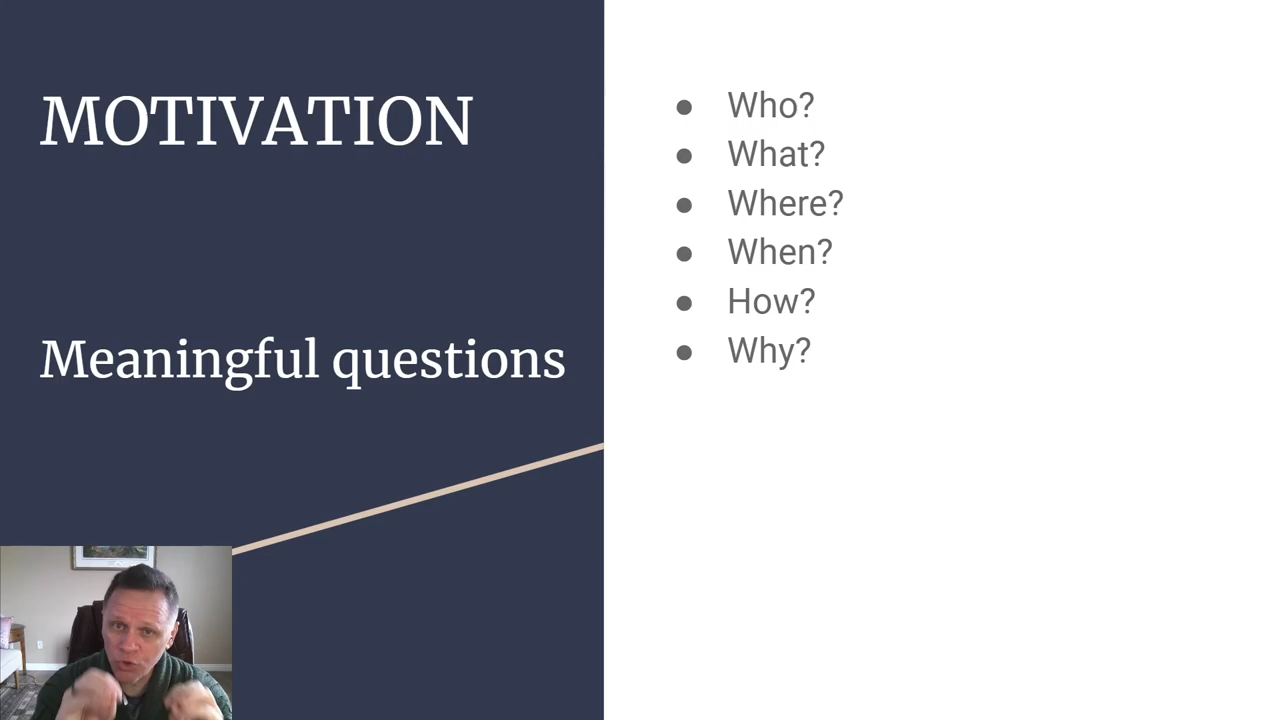 MOTIVATION
Meaningful questions
● Who?
● What?
● Where?
● When?
● How?
● Why?